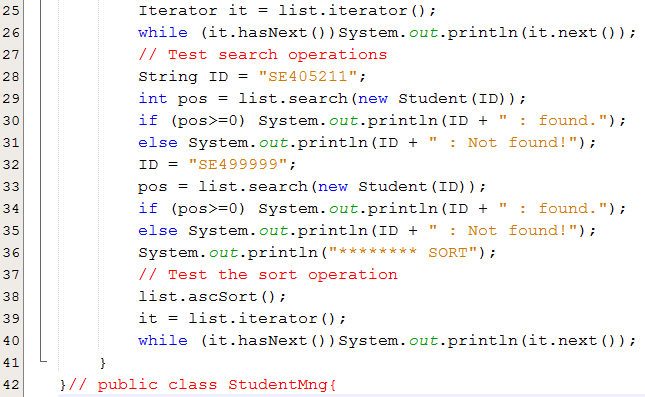 25 Iterator it = list.iterator();
26 while (it.hasNext())System.out.println(it.next());
27 // Test search operations
28 String ID = "SE405211";
29 int pos = list.search(new Student(ID));
30 if (pos>=0) System.out.println(ID + " : found.");
31 else System.out.println(ID + " : Not found!");
32 ID = "SE499999";
33 pos = list.search(new Student(ID));
34 if (pos>=0) System.out.println(ID + " : found.");
35 else System.out.println(ID + " : Not found!");
36 System.out.println("******** SORT");
37 // Test the sort operation
38 list.ascSort();
39 it = list.iterator();
40 while (it.hasNext())System.out.println(it.next());
41 }
42 }// public class StudentMng{